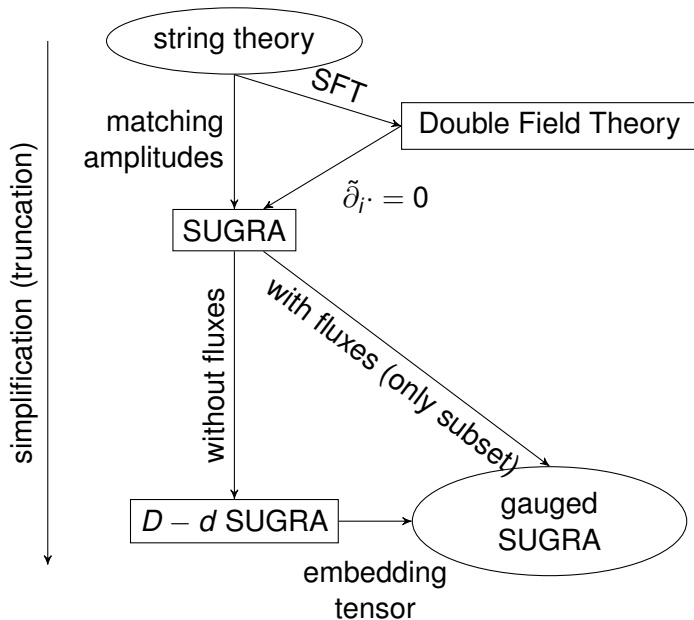 string theory
SFT
Double Field Theory
matching
amplitudes
$\tilde{\partial}_{i}\cdot = 0$
SUGRA
simplification (truncation)
without fluxes
with fluxes (only subset)
D − d SUGRA
gauged
SUGRA
embedding
tensor